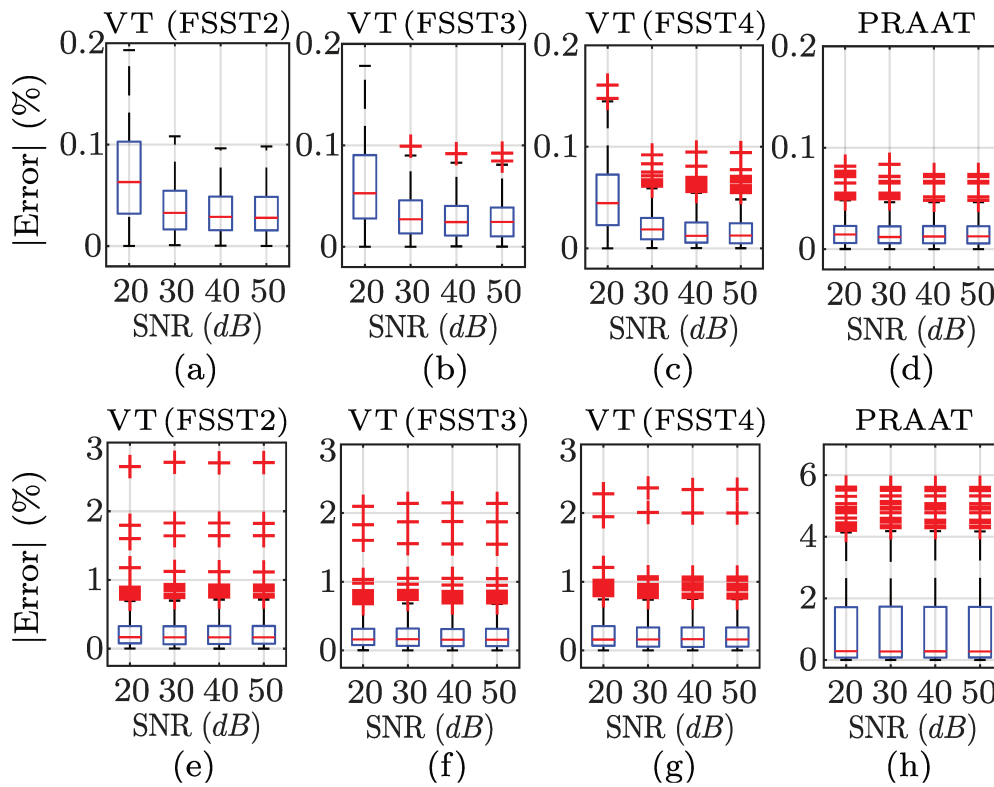 VT (FSST2) VT (FSST3) VT (FSST4) PRAAT
|Error| (%)
0.2 0.2 0.2 0.2
0.1 0.1 0.1 0.1
0 0 0 0
20 30 40 50 20 30 40 50 20 30 40 50 20 30 40 50
SNR (dB) SNR (dB) SNR (dB) SNR (dB)
(a) (b) (c) (d)
VT (FSST2) VT (FSST3) VT (FSST4) PRAAT
|Error| (%)
3 3 3
6
2 2 2
4
1 1 1
2
0 0 0 0
20 30 40 50 20 30 40 50 20 30 40 50 20 30 40 50
SNR (dB) SNR (dB) SNR (dB) SNR (dB)
(e) (f) (g) (h)